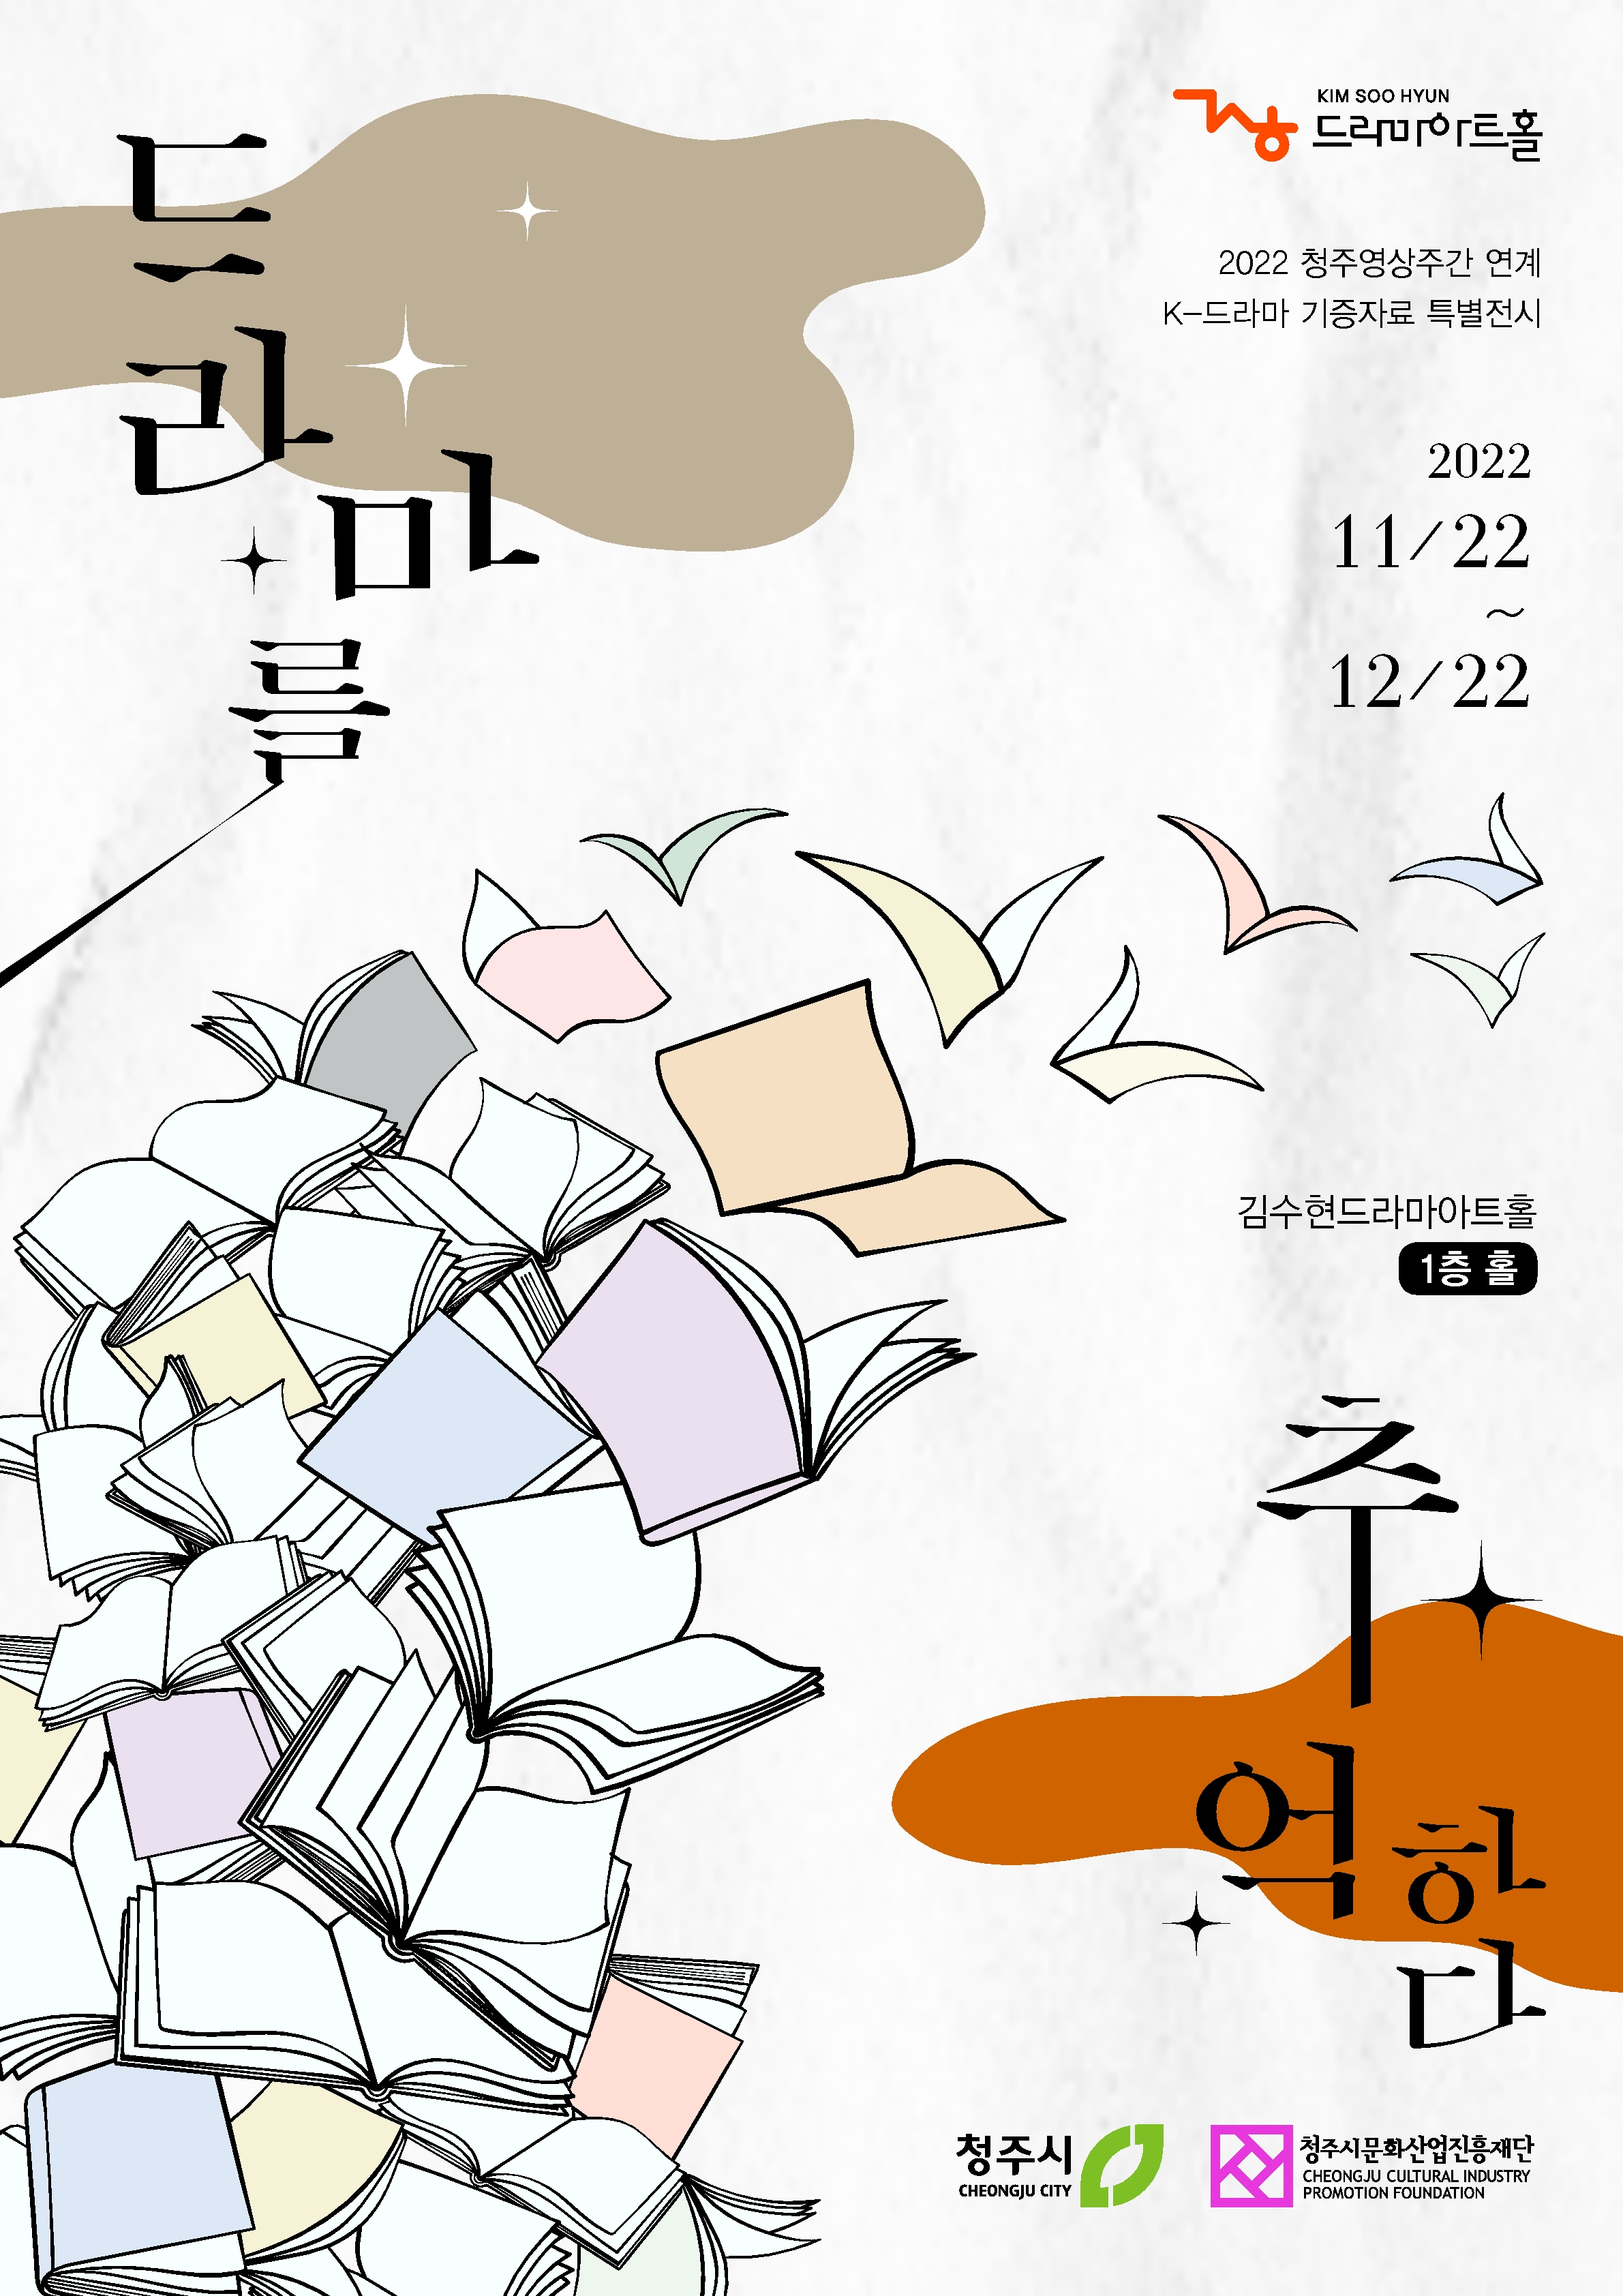 드라마를
KIM SOO HYUN
드라마아트홀
2022 청주영상주간 연계
K-드라마 기증자료 특별전시
2022
11/22
~
12/22
김수현드라마아트홀
1층 홀
추억하다
청주시
CHEONGJU CITY
청주시문화산업진흥재단
CHEONGJU CULTURAL INDUSTRY
PROMOTION FOUNDATION